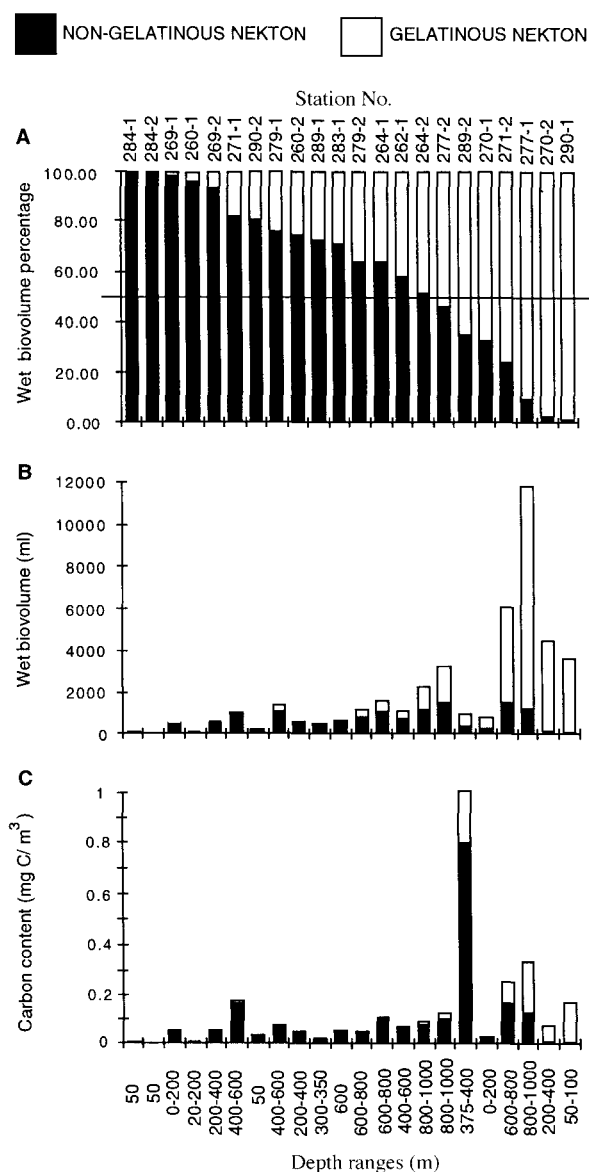 NON-GELATINOUS NEKTON GELATINOUS NEKTON
Station No.
A
284-1 284-2 269-1 260-1 269-2 271-1 290-2 279-1 260-2 289-1 283-1 279-2 264-1 262-1 264-2 277-2 289-2 270-1 271-2 277-1 270-2 290-1
Wet biovolume percentage
100.00
80.00
60.00
40.00
20.00
0.00
B
Wet biovolume (ml)
12000
10000
8000
6000
4000
2000
0
C
Carbon content (mg C/ m³)
1
0.8
0.6
0.4
0.2
0
50 50 0-200 20-200 200-400 400-600 50 400-600 200-400 300-350 600 600-800 600-800 400-600 800-1000 800-1000 375-400 0-200 600-800 800-1000 200-400 50-100
Depth ranges (m)